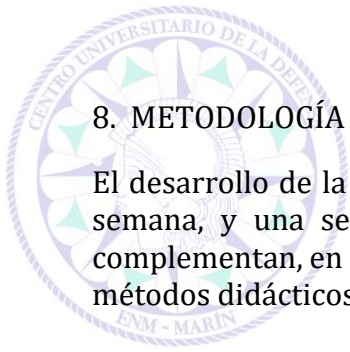 CENTRO UNIVERSITARIO DE LA DEFENSA
8. METODOLOGÍA
El desarrollo de la
semana, y una se
complementan, en
métodos didácticos
ENM - MARÍN